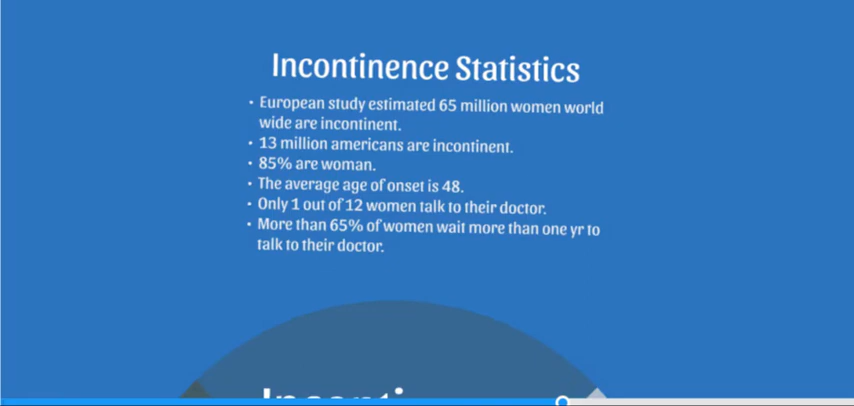 Incontinence Statistics
• European study estimated 65 million women world
wide are incontinent.
• 13 million americans are incontinent.
• 85% are woman.
• The average age of onset is 48.
• Only 1 out of 12 women talk to their doctor.
• More than 65% of women wait more than one yr to
talk to their doctor.